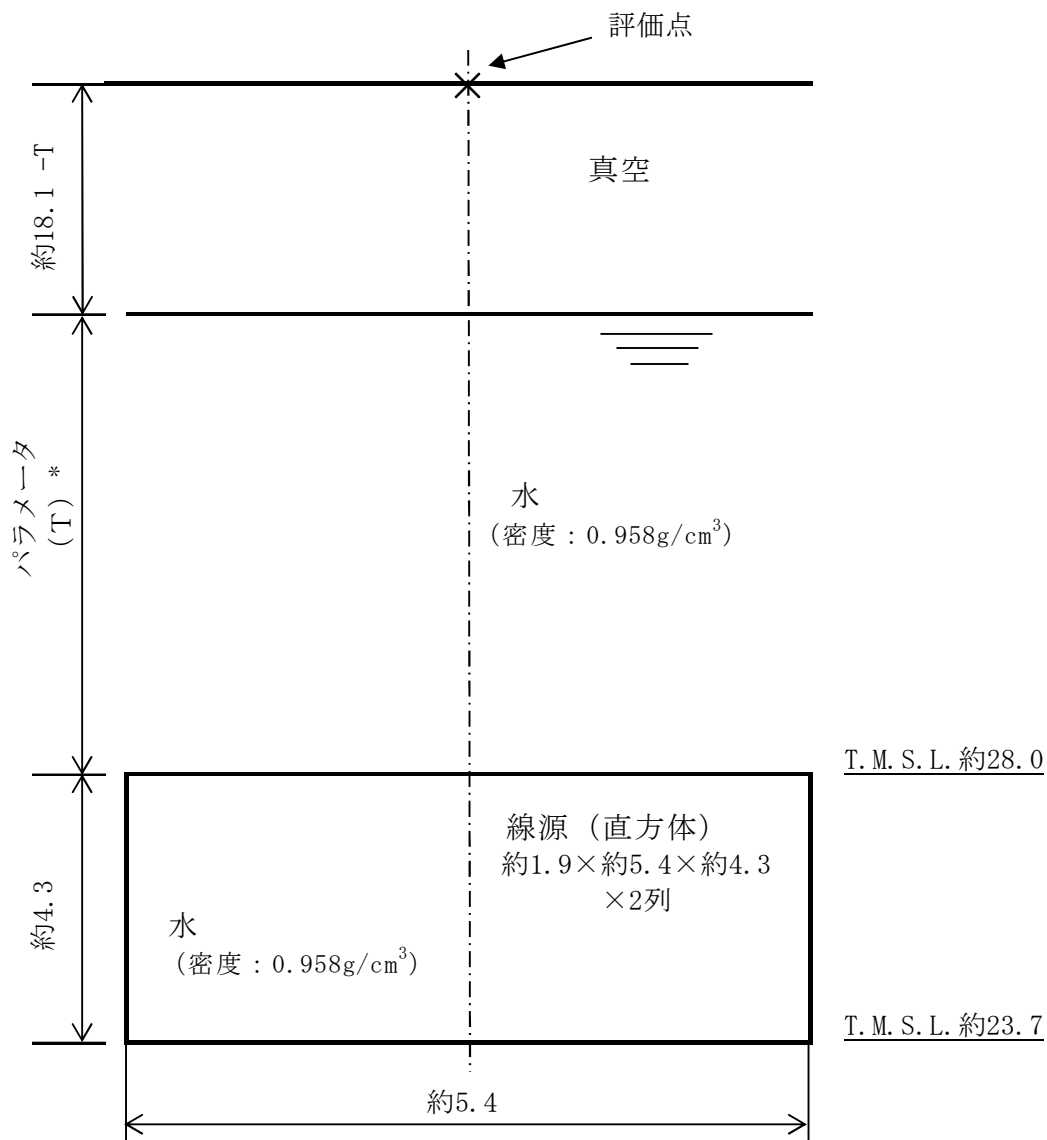 評価点
約18.1 -T
真空
パラメータ
(T)*
水
(密度:0.958g/cm³)
T.M.S.L.約28.0
線源(直方体)
約1.9×約5.4×約4.3
×2列
約4.3
水
(密度:0.958g/cm³)
T.M.S.L.約23.7
約5.4